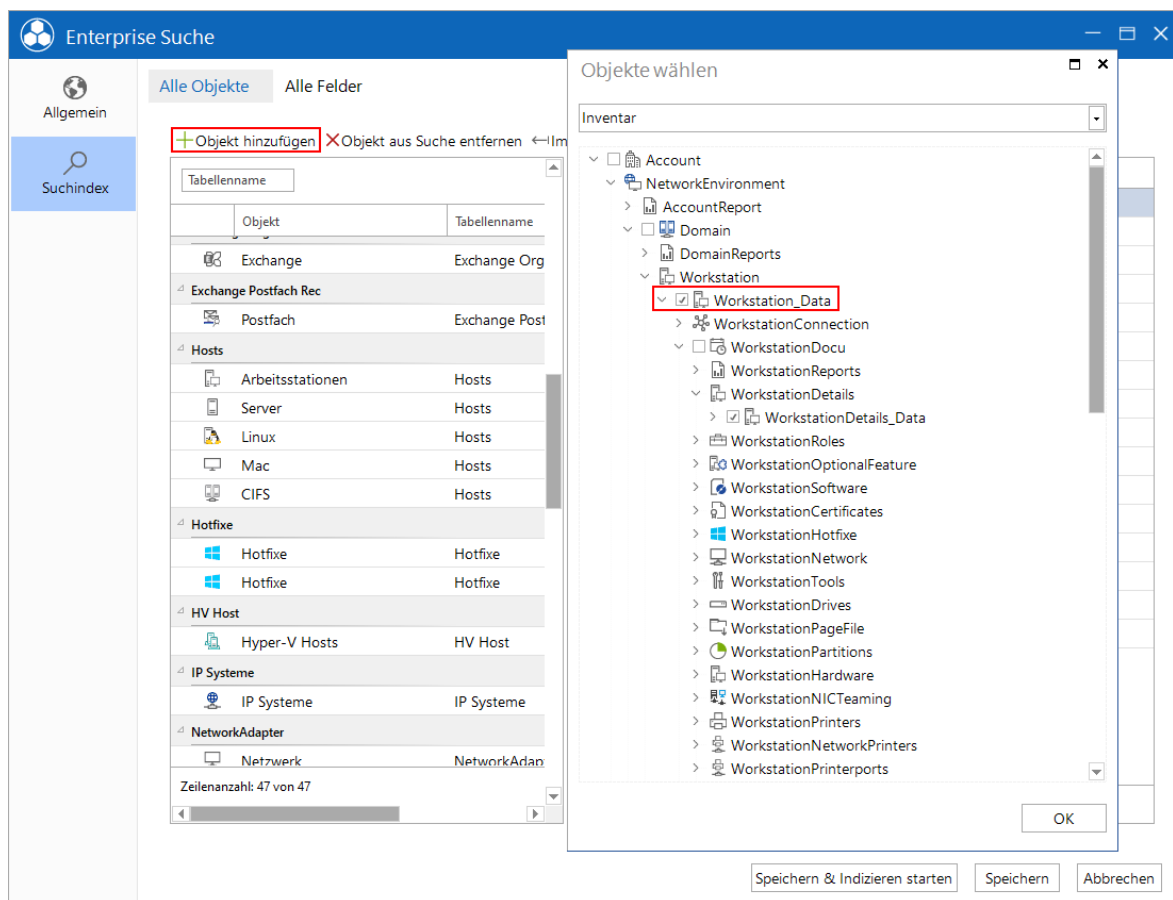 Enterprise Suche
Allgemein
Suchindex
Alle Objekte
Alle Felder
Objekt hinzufügen
Objekt aus Suche entfernen
Im
Tabellenname
Objekt
Tabellenname
Exchange
Exchange Org
Exchange Postfach Rec
Postfach
Exchange Post
Hosts
Arbeitsstationen
Hosts
Server
Hosts
Linux
Hosts
Mac
Hosts
CIFS
Hosts
Hotfixe
Hotfixe
Hotfixe
Hotfixe
Hotfixe
HV Host
Hyper-V Hosts
HV Host
IP Systeme
IP Systeme
IP Systeme
NetworkAdapter
Netzwerk
NetworkAdap
Zeilenanzahl: 47 von 47
Objekte wählen
Inventar
Account
NetworkEnvironment
AccountReport
Domain
DomainReports
Workstation
Workstation_Data
WorkstationConnection
WorkstationDocu
WorkstationReports
WorkstationDetails
WorkstationDetails_Data
WorkstationRoles
WorkstationOptionalFeature
WorkstationSoftware
WorkstationCertificates
WorkstationHotfixe
WorkstationNetwork
WorkstationTools
WorkstationDrives
WorkstationPageFile
WorkstationPartitions
WorkstationHardware
WorkstationNICTeaming
WorkstationPrinters
WorkstationNetworkPrinters
WorkstationPrinterports
OK
Speichern & Indizieren starten
Speichern
Abbrechen